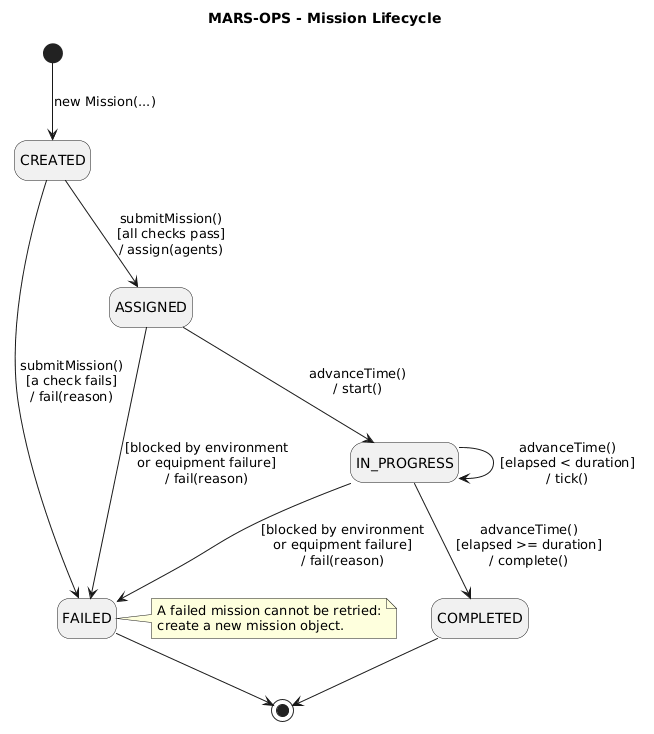 MARS-OPS - Mission Lifecycle
new Mission(...)
CREATED
submitMission()
[all checks pass]
/ assign(agents)
ASSIGNED
submitMission()
[a check fails]
/ fail(reason)
advanceTime()
/ start()
[blocked by environment
or equipment failure]
/ fail(reason)
IN_PROGRESS
advanceTime()
[elapsed < duration]
/ tick()
[blocked by environment
or equipment failure]
/ fail(reason)
advanceTime()
[elapsed >= duration]
/ complete()
FAILED
A failed mission cannot be retried:
create a new mission object.
COMPLETED